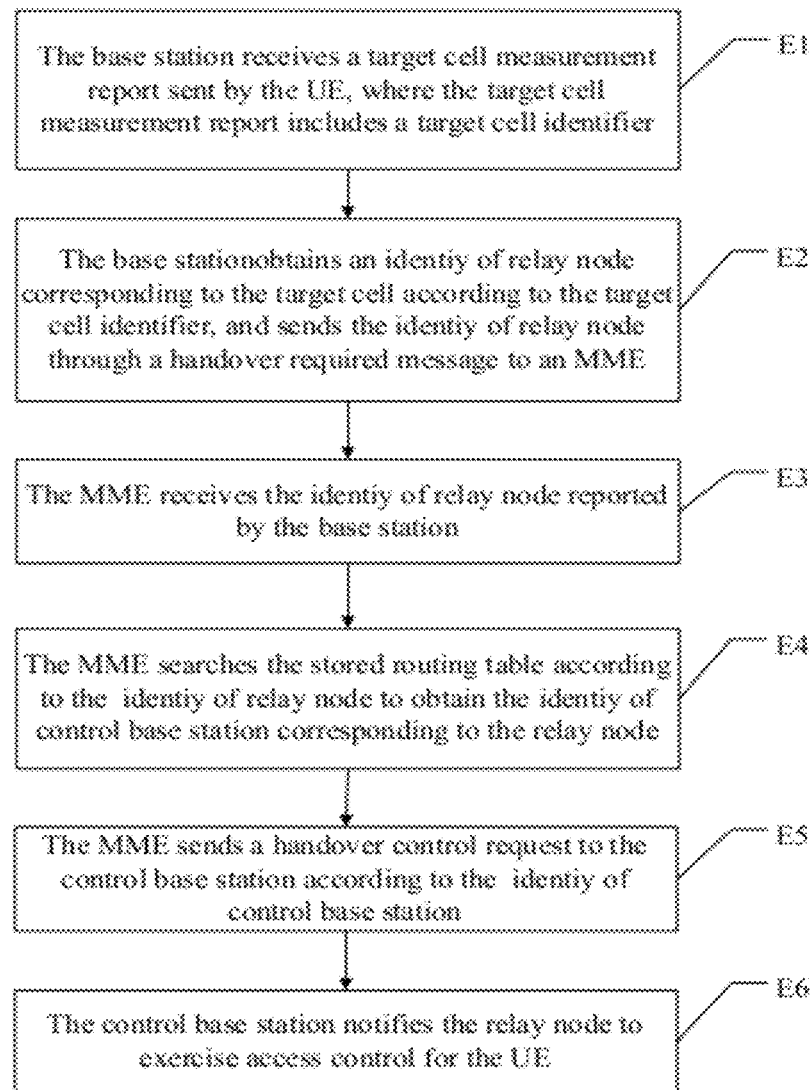 The base station receives a target cell measurement
report sent by the UE, where the target cell
measurement report includes a target cell identifier
E1
The base stationobtains an identiy of relay node
corresponding to the target cell according to the target
cell identifier, and sends the identiy of relay node
through a handover required message to an MME
E2
The MME receives the identiy of relay node reported
by the base station
E3
The MME searches the stored routing table according
to the identiy of relay node to obtain the identiy of
control base station corresponding to the relay node
E4
The MME sends a handover control request to the
control base station according to the identiy of
control base station
E5
The control base station notifies the relay node to
exercise access control for the UE
E6